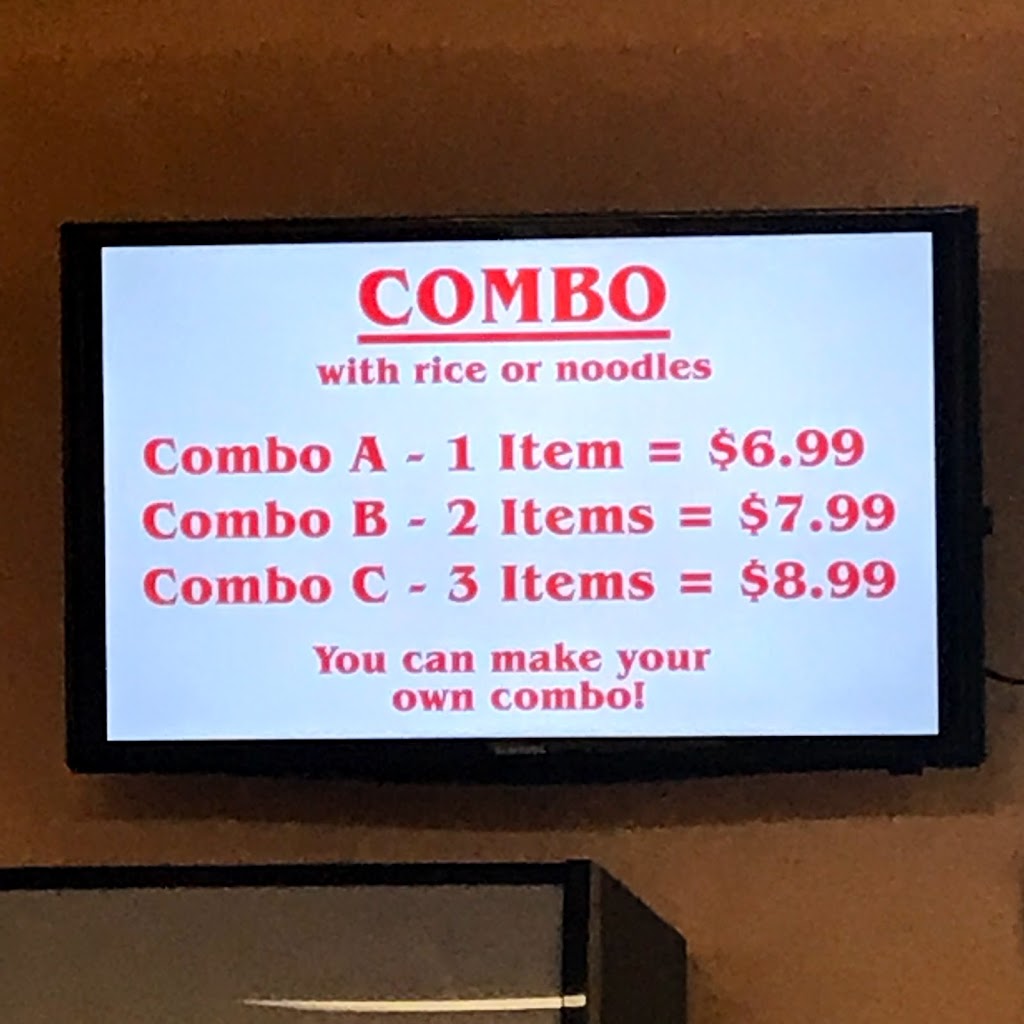 COMBO
with rice or noodles
Combo A - 1 Item = $6.99
Combo B - 2 Items = $7.99
Combo C - 3 Items = $8.99
You can make your
own combo!